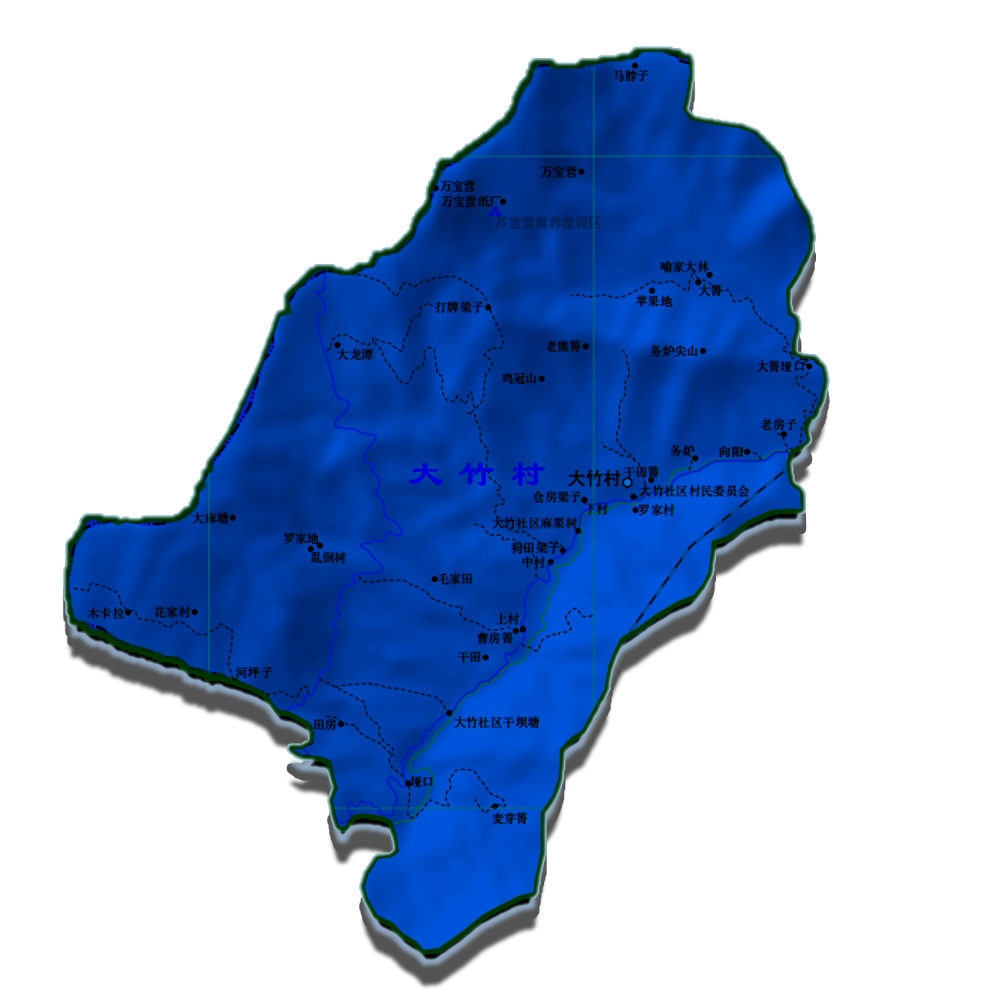 马脖子
万宝营
万宝营
万宝营纸厂
万宝营康养度假区
喻家大林
大箐
苹果地
打牌梁子
大龙潭
老熊箐
务炉尖山
大箐垭口
鸡冠山
老房子
务炉
向阳
大竹村
大竹村
干田箐
大竹社区村民委员会
仓房梁子
下村
罗家村
大麻塘
大竹社区麻栗树
罗家地
乱倒树
狗田梁子
中村
毛家田
木卡拉
花家村
上村
曹房箐
干田
河坪子
田房
大竹社区干坝塘
垭口
麦芽箐